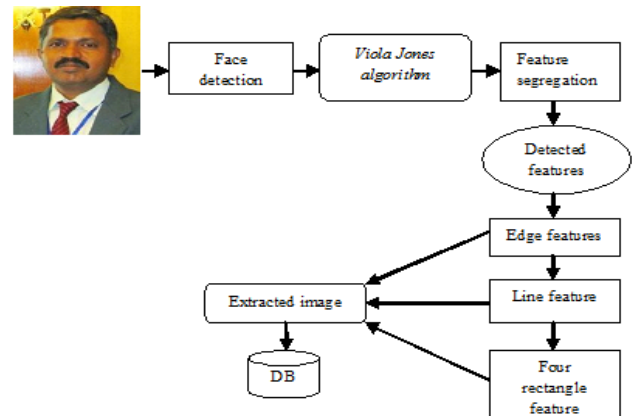 Face
detection
Viola Jones
algorithm
Feature
segregation
Detected
features
Edge features
Extracted image
Line feature
DB
Four
rectangle
feature